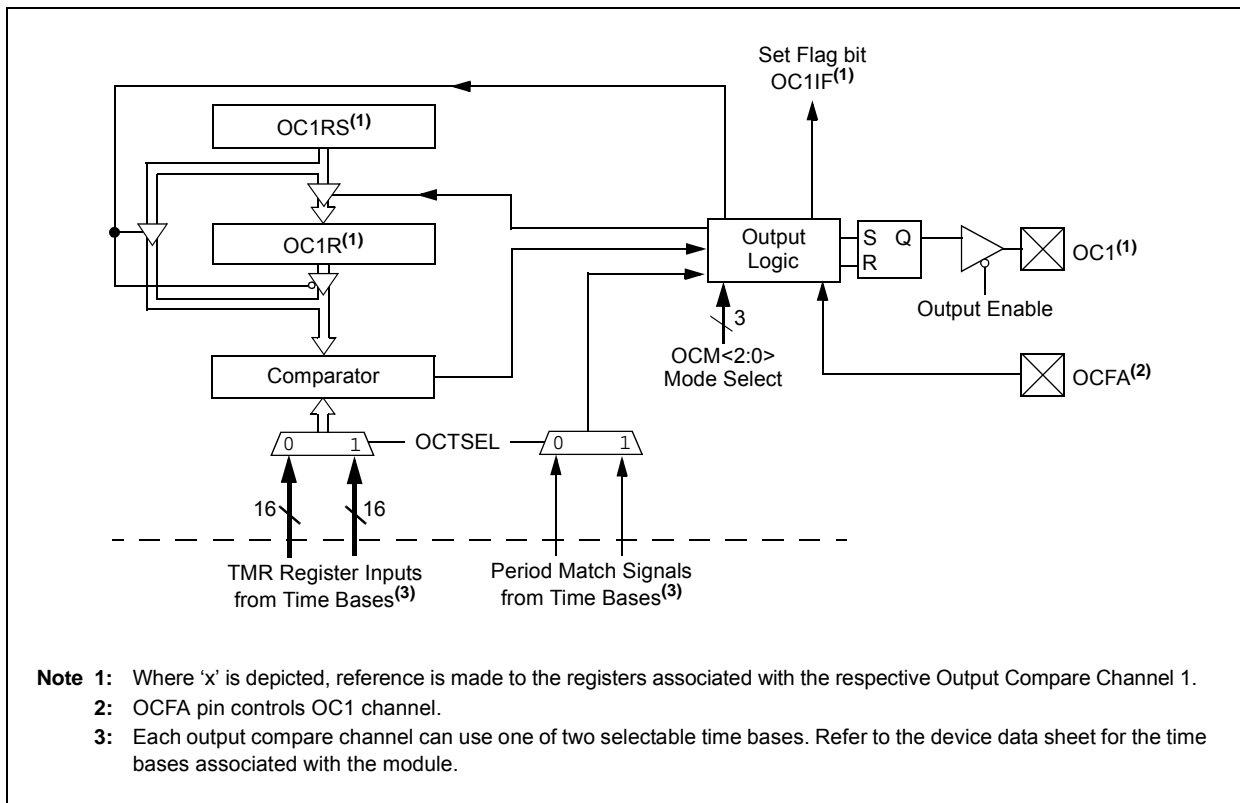 Set Flag bit
OC1IF(1)
OC1RS(1)
OC1R(1)
Output
Logic
S Q
R
OC1(1)
Output Enable
3
OCM<2:0>
Mode Select
OCFA(2)
Comparator
0 1
OCTSEL
0 1
16
16
TMR Register Inputs
from Time Bases(3)
Period Match Signals
from Time Bases(3)
Note 1: Where ‘x’ is depicted, reference is made to the registers associated with the respective Output Compare Channel 1.
2: OCFA pin controls OC1 channel.
3: Each output compare channel can use one of two selectable time bases. Refer to the device data sheet for the time
bases associated with the module.